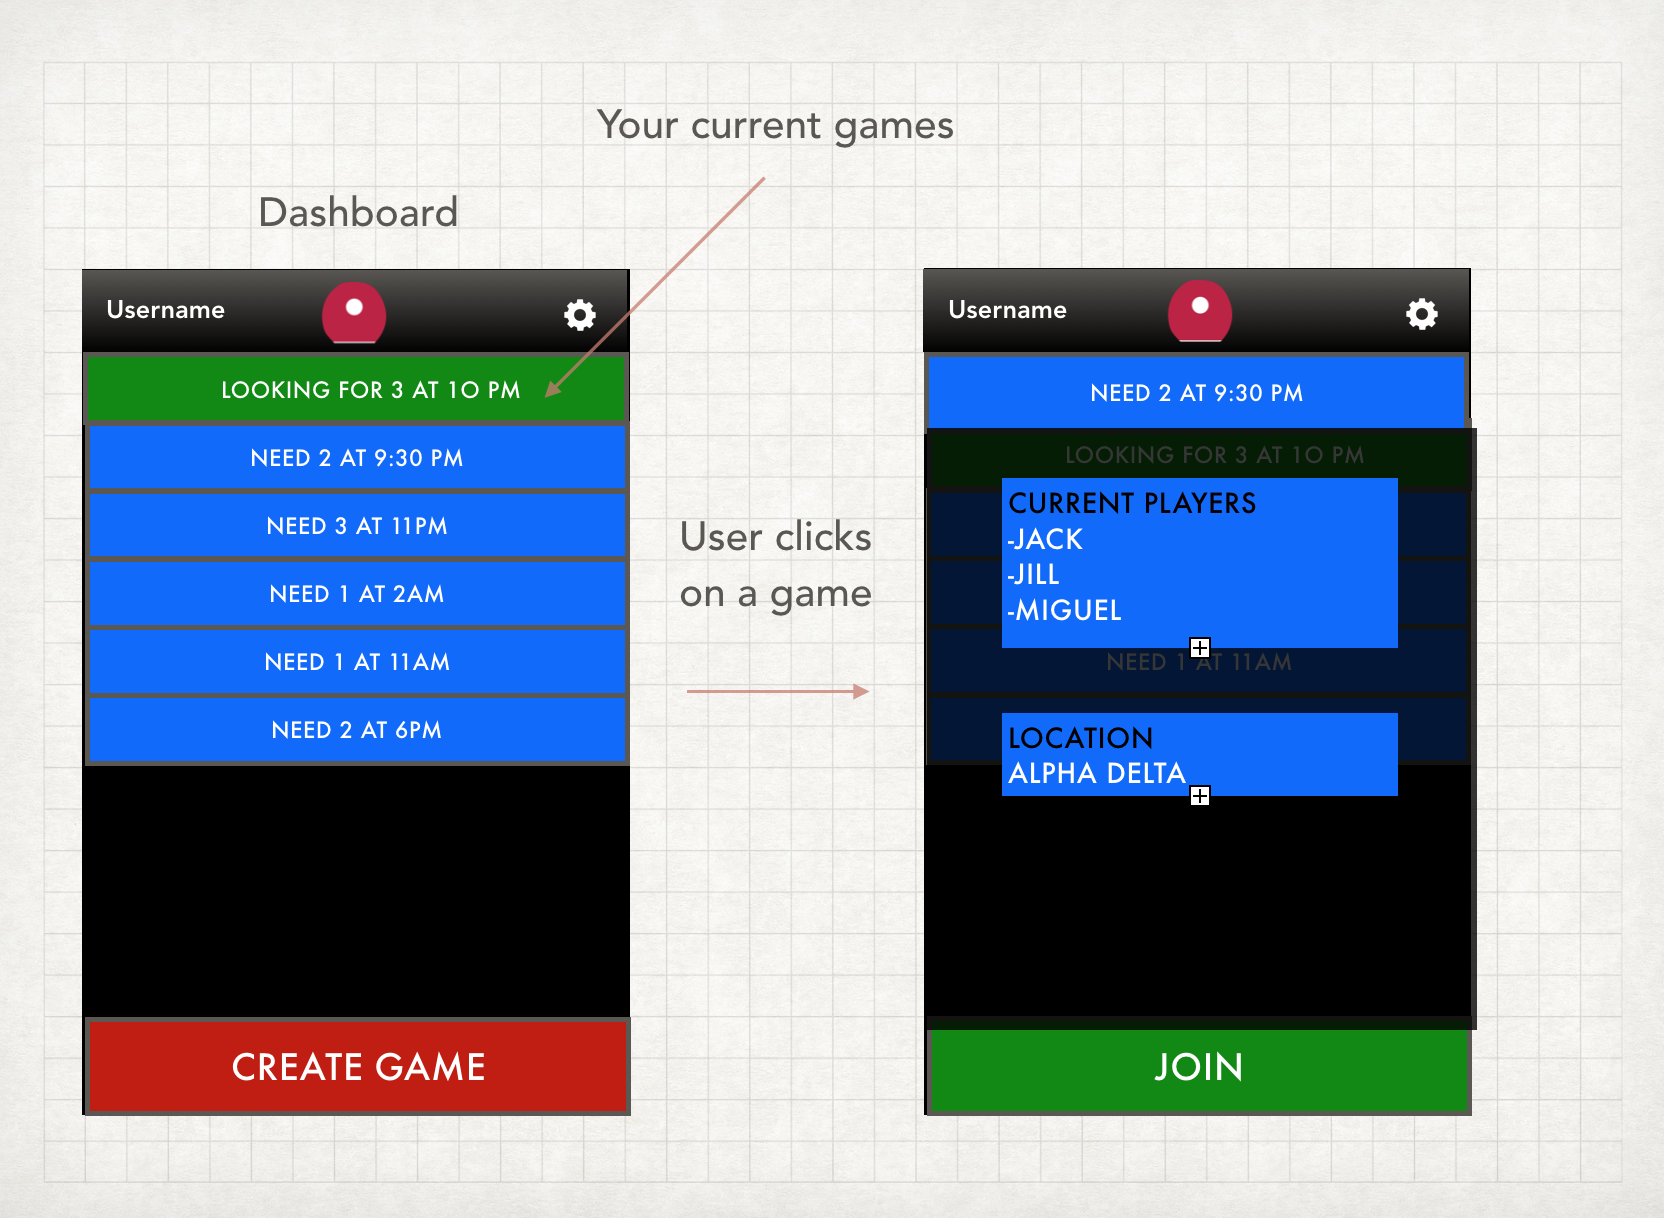 Your current games
Dashboard
Username
LOOKING FOR 3 AT 1O PM
NEED 2 AT 9:30 PM
NEED 3 AT 11PM
NEED 1 AT 2AM
NEED 1 AT 11AM
NEED 2 AT 6PM
CREATE GAME
User clicks
on a game
Username
NEED 2 AT 9:30 PM
LOOKING FOR 3 AT 1O PM
CURRENT PLAYERS
-JACK
-JILL
-MIGUEL
NEED 1 AT 11AM
LOCATION
ALPHA DELTA
JOIN